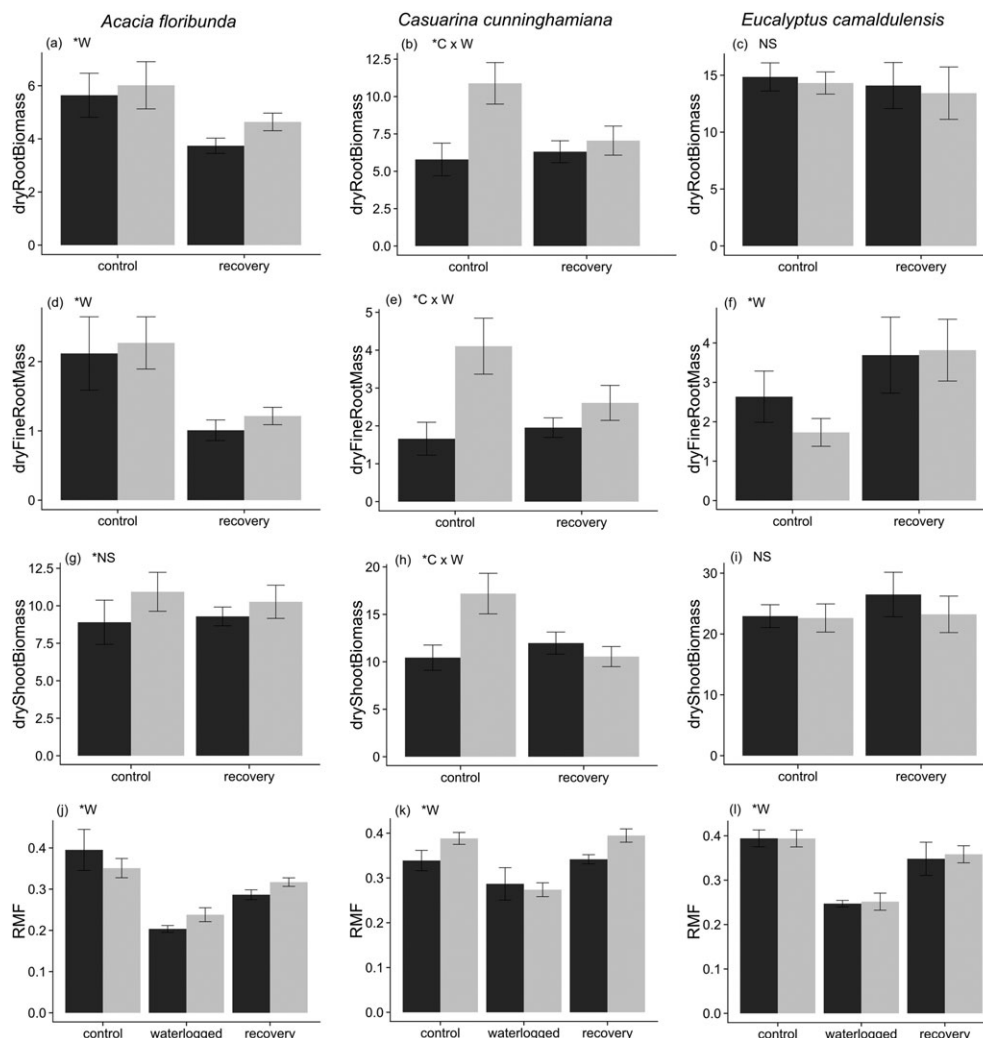 Acacia floribunda
Casuarina cunninghamiana
Eucalyptus camaldulensis
(a) *W
dryRootBiomass
6
4
2
0
control recovery
(b) *C x W
dryRootBiomass
12.5
10.0
7.5
5.0
2.5
0.0
control recovery
(c) NS
dryRootBiomass
15
10
5
0
control recovery
(d) *W
dryFineRootMass
2
1
0
control recovery
(e) *C x W
dryFineRootMass
5
4
3
2
1
0
control recovery
(f) *W
dryFineRootMass
4
3
2
1
0
control recovery
(g) *NS
dryShootBiomass
12.5
10.0
7.5
5.0
2.5
0.0
control recovery
(h) *C x W
dryShootBiomass
20
15
10
5
0
control recovery
(i) NS
dryShootBiomass
30
20
10
0
control recovery
(j) *W
RMF
0.4
0.3
0.2
0.1
0.0
control waterlogged recovery
(k) *W
RMF
0.4
0.3
0.2
0.1
0.0
control waterlogged recovery
(l) *W
RMF
0.4
0.3
0.2
0.1
0.0
control waterlogged recovery